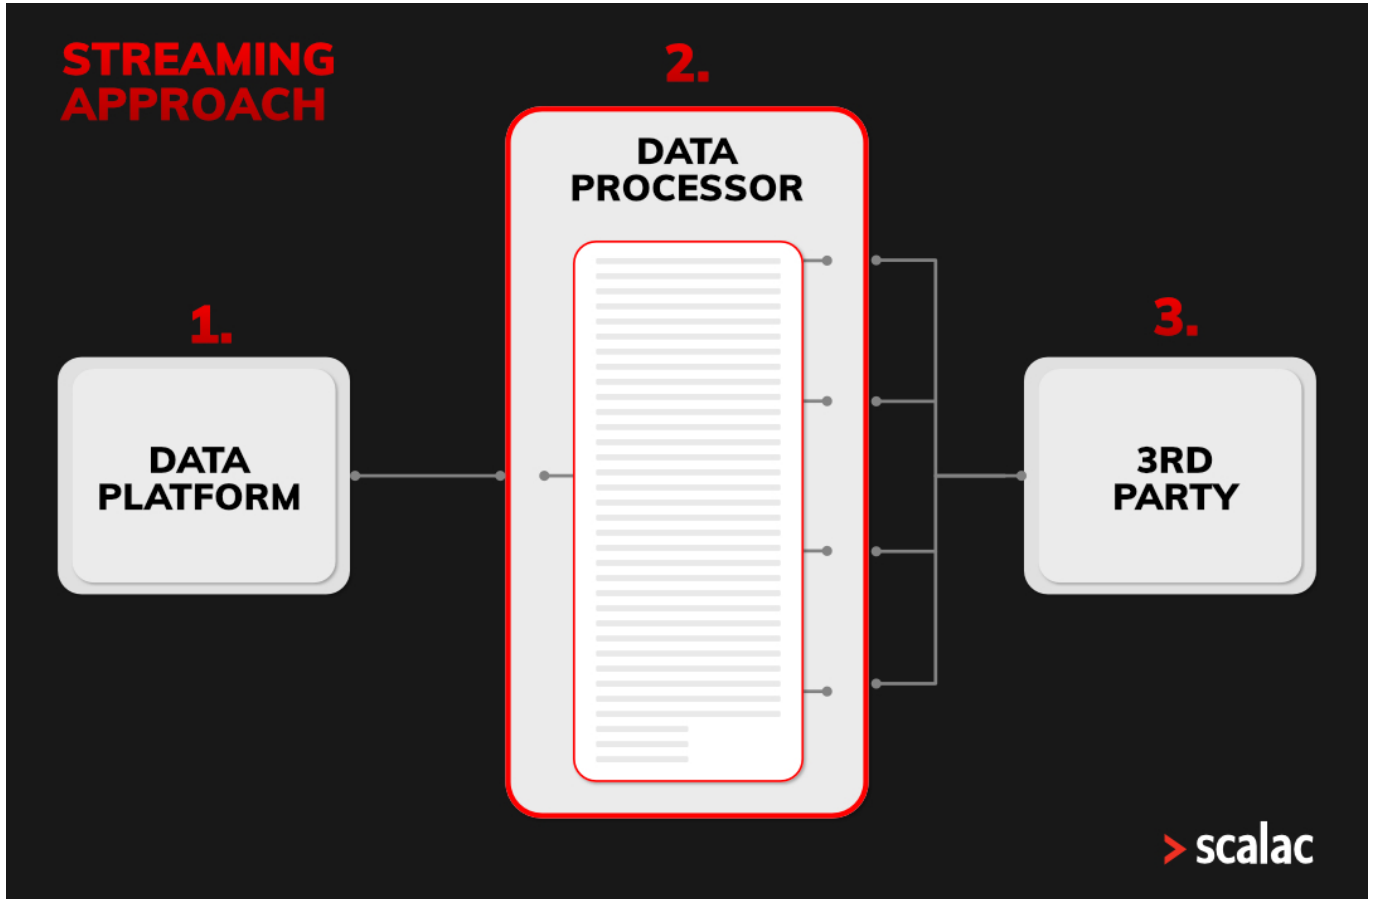 STREAMING
APPROACH
1.
DATA
PLATFORM
2.
DATA
PROCESSOR
3.
3RD
PARTY
scalac